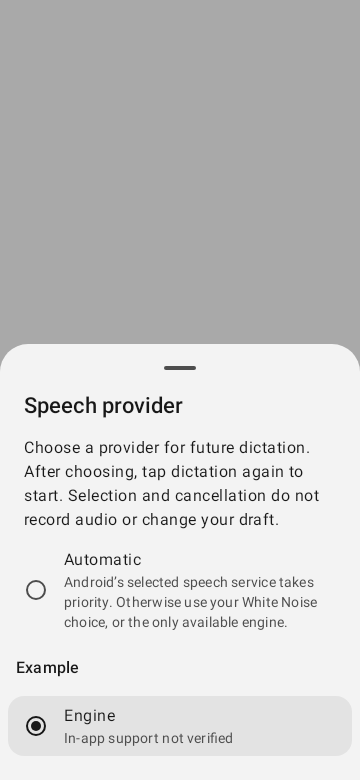 Speech provider
Choose a provider for future dictation.
After choosing, tap dictation again to
start. Selection and cancellation do not
record audio or change your draft.
Automatic
Android’s selected speech service takes
priority. Otherwise use your White Noise
choice, or the only available engine.
Example
Engine
In-app support not verified